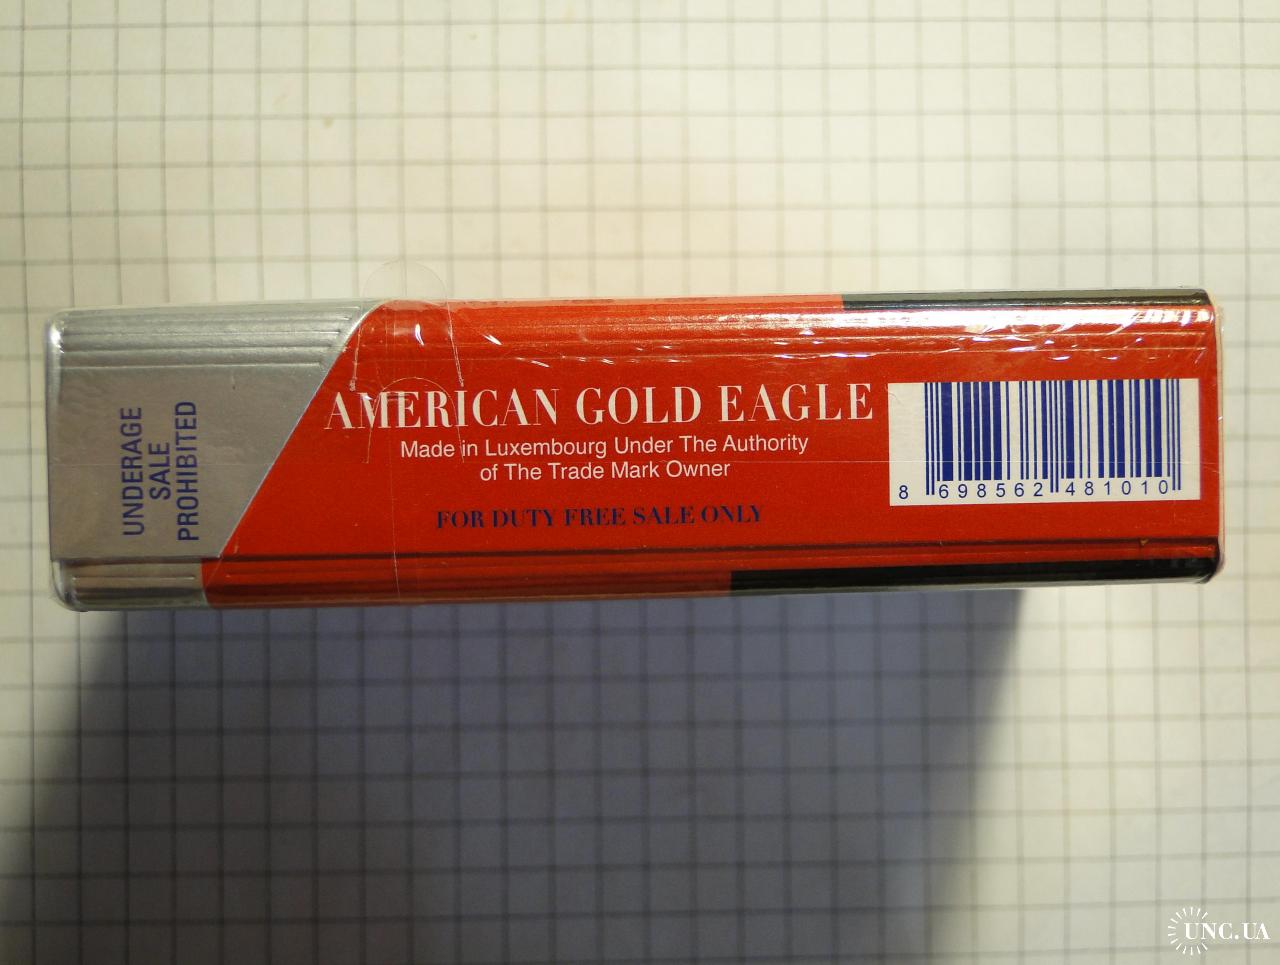 UNDERAGE
SALE
PROHIBITED
AMERICAN GOLD EAGLE
Made in Luxembourg Under The Authority
of The Trade Mark Owner
FOR DUTY FREE SALE ONLY
8 698562 481010
UNC.UA